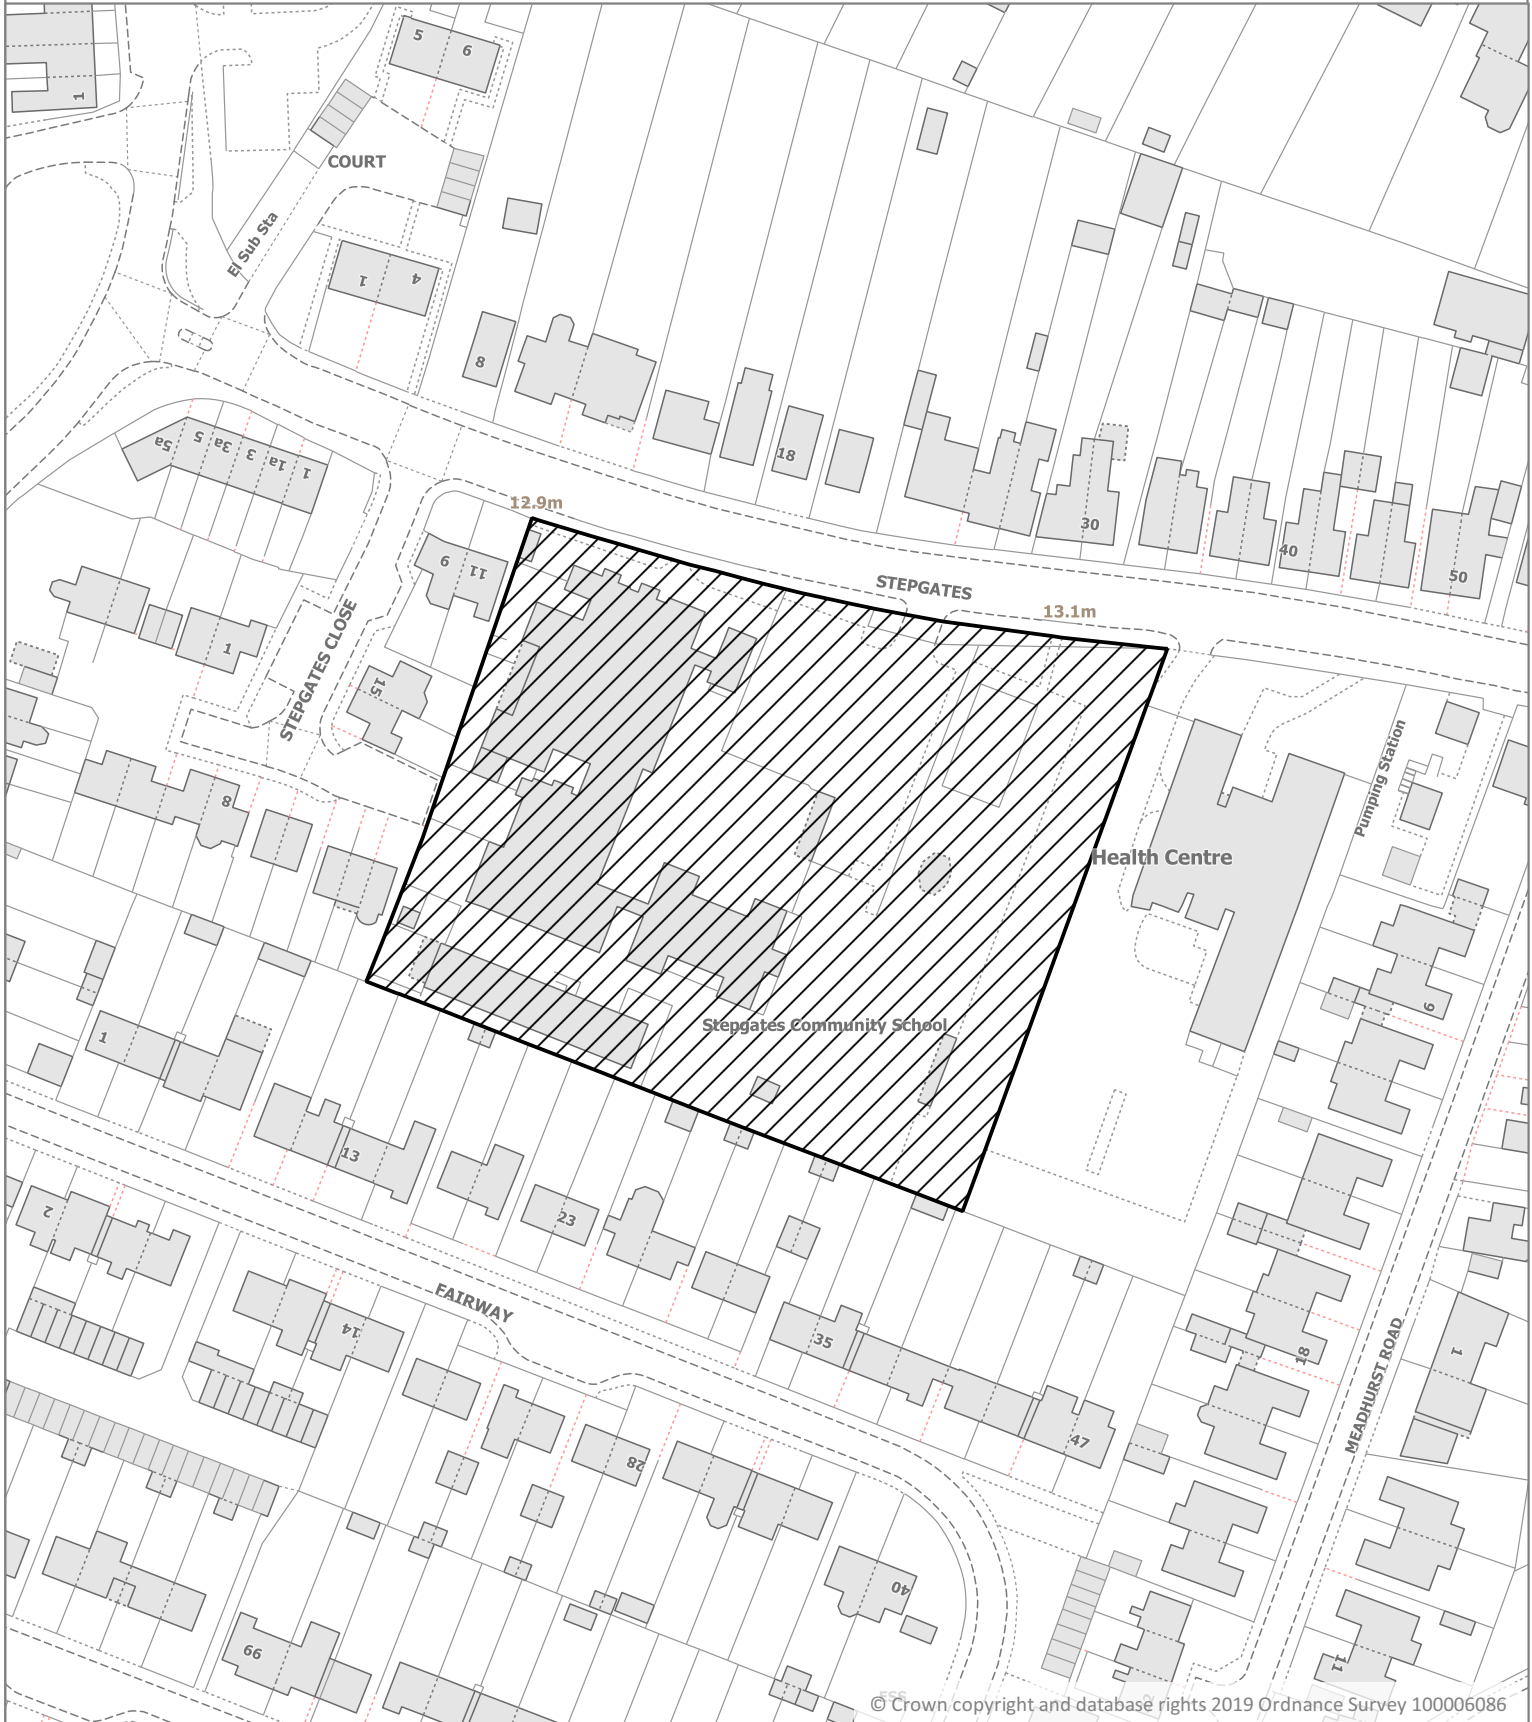 5
6
1
COURT
El Sub Sta
1
4
8
18
30
40
50
5a
5
3a
3
1a
1
12.9m
STEPGATES
13.1m
9
11
STEPGATES CLOSE
1
15
8
Health Centre
Pumping Station
Stepgates Community School
6
1
13
23
2
FAIRWAY
14
35
47
18
MEADHURST ROAD
1
28
40
66
11
ESS
© Crown copyright and database rights 2019 Ordnance Survey 100006086